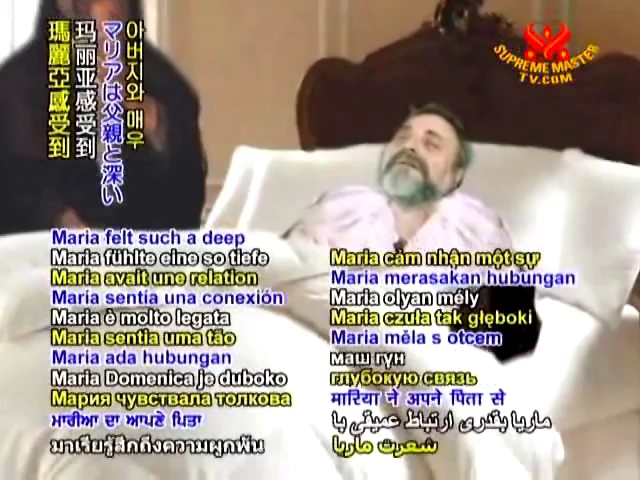 아버지와 매우
マリアは父親と深い
玛丽亚感受到
瑪麗亞感受到
SUPREME MASTER
TV.COM
Maria felt such a deep
Maria fühlte eine so tiefe
Maria avait une relation
Maria sentia una conexión
Maria è molto legata
Maria sentia uma tão
Maria ada hubungan
Maria Domenica je duboko
Мария чувстввала толкова
ਮਾਰੀਆ ਦਾ ਆਪਣੇ ਪਿਤਾ
มาเรียรู้สึกถึงความผูกพัน
Maria cảm nhận một sự
Maria merasakan hubungan
Maria olyan mély
Maria czuła tak głęboki
Maria měla s otcem
маш гүн
глубокую связь
मारिया ने अपने पिता से
ماریا بقدری ارتباط عمیقی با
شعرت ماريا